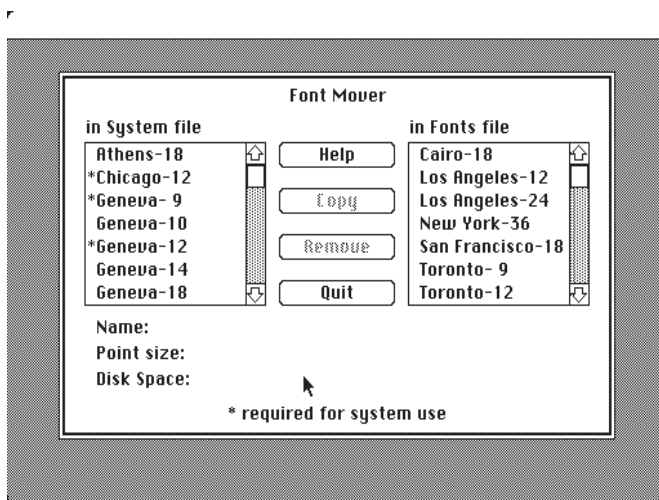 Font Mover
in System file
Athens-18
*Chicago-12
*Geneva- 9
Geneva-10
*Geneva-12
Geneva-14
Geneva-18
Help
Copy
Remove
Quit
in Fonts file
Cairo-18
Los Angeles-12
Los Angeles-24
New York-36
San Francisco-18
Toronto- 9
Toronto-12
Name:
Point size:
Disk Space:
* required for system use